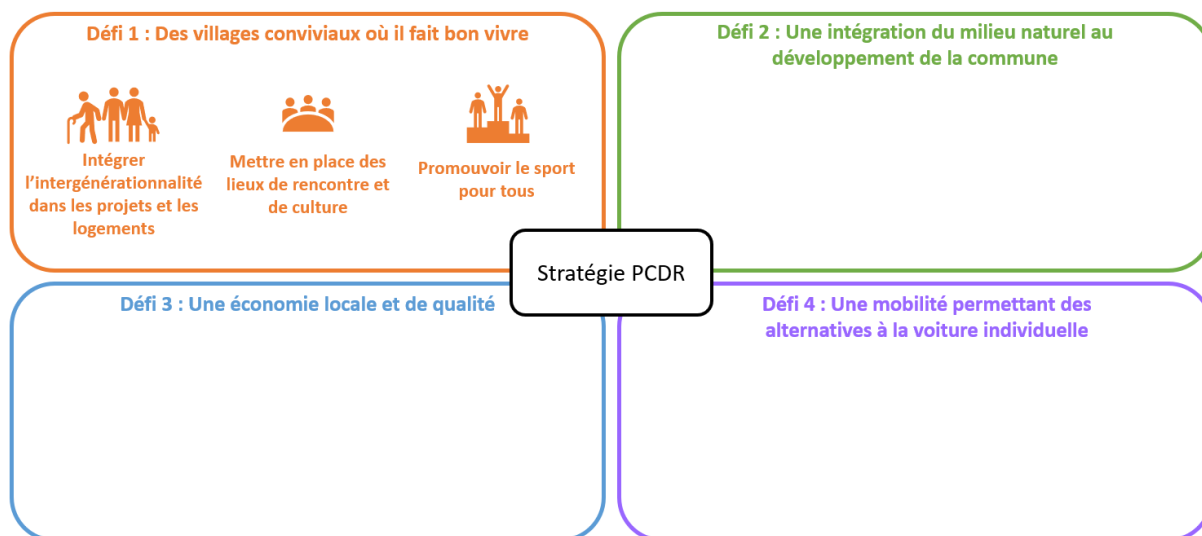 Défi 1 : Des villages conviviaux où il fait bon vivre
Intégrer
l'intergénérationnalité
dans les projets et les
logements
Mettre en place des
lieux de rencontre et
de culture
Promouvoir le sport
pour tous
Défi 2 : Une intégration du milieu naturel au
développement de la commune
Stratégie PCDR
Défi 3 : Une économie locale et de qualité
Défi 4 : Une mobilité permettant des
alternatives à la voiture individuelle